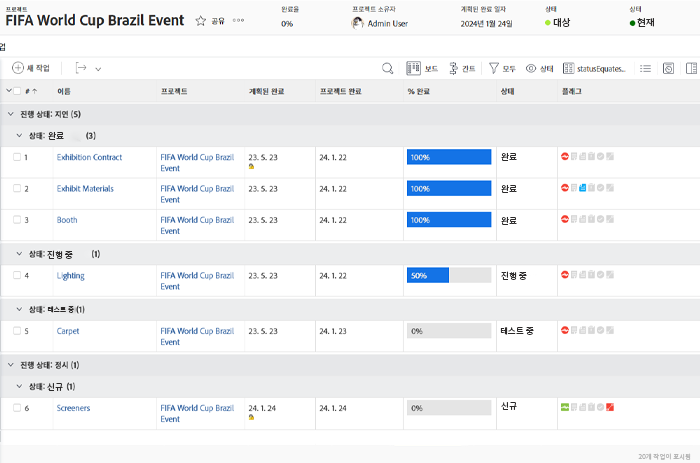 프로젝트
FIFA World Cup Brazil Event
공유
완료율
0%
프로젝트 소유자
Admin User
계획된 완료 일자
2024년 1월 24일
상태
대상
상태
현재
업
새 작업
보드
간트
모두
상태
statusEquates...
#
이름
프로젝트
계획된 완료
프로젝트 완료
% 완료
상태
플래그
진행 상태: 지연 (5)
상태: 완료 (3)
1 Exhibition Contract FIFA World Cup Brazil 23. 5. 23 24. 1. 22 100% 완료
Event
2 Exhibit Materials FIFA World Cup Brazil 23. 5. 23 24. 1. 22 100% 완료
Event
3 Booth FIFA World Cup Brazil 23. 5. 23 24. 1. 22 100% 완료
Event
상태: 진행 중 (1)
4 Lighting FIFA World Cup Brazil 23. 5. 23 24. 1. 22 50% 진행 중
Event
상태: 테스트 중 (1)
5 Carpet FIFA World Cup Brazil 23. 5. 23 24. 1. 23 0% 테스트 중
Event
진행 상태: 정시 (1)
상태: 신규 (1)
6 Screeners FIFA World Cup Brazil 24. 1. 24 24. 1. 24 0% 신규
Event
20개 작업이 표시됨